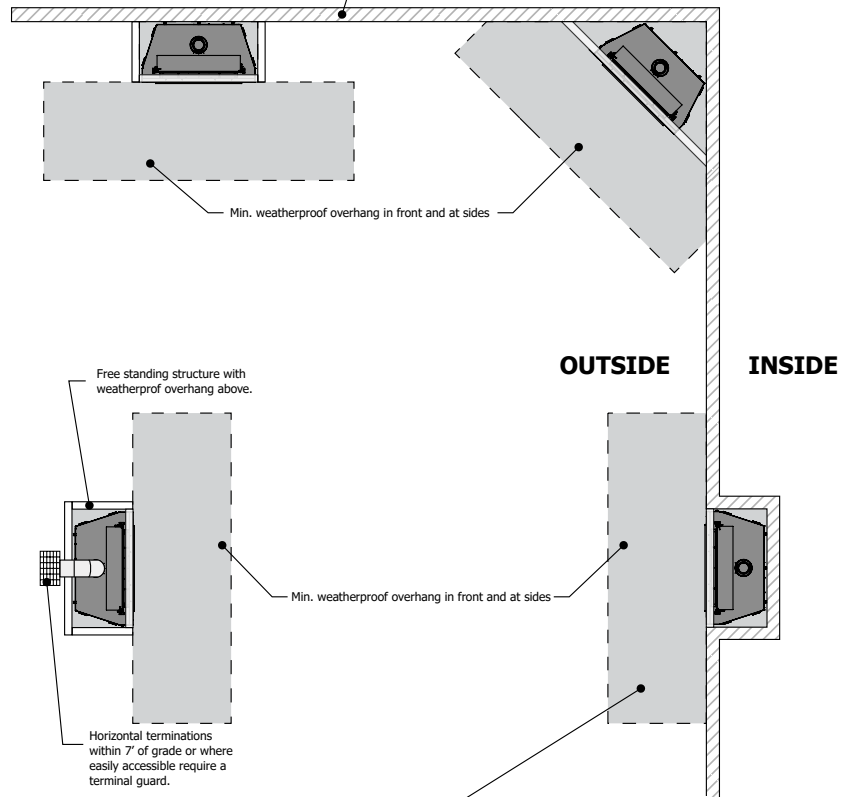 Min. weatherproof overhang in front and at sides
OUTSIDE
INSIDE
Free standing structure with
weatherprof overhang above.
Min. weatherproof overhang in front and at sides
Horizontal terminations
within 7’ of grade or where
easily accessible require a
terminal guard.